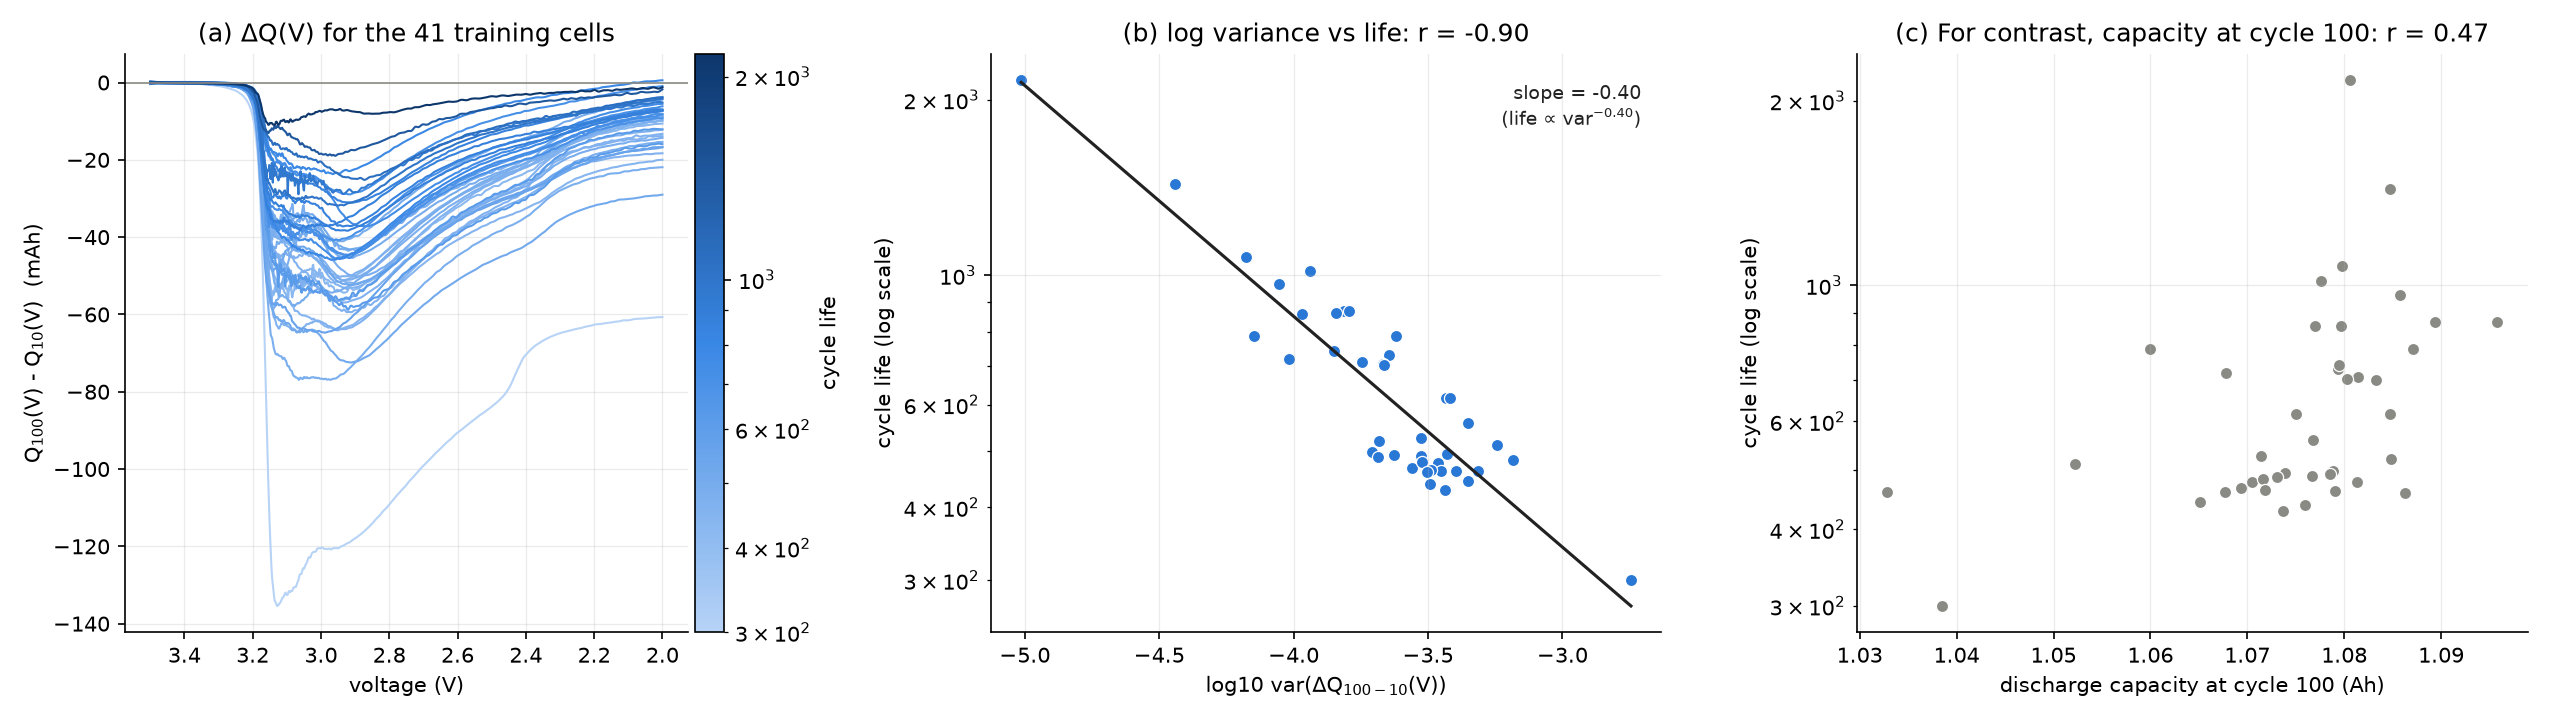 (a) ΔQ(V) for the 41 training cells
Q₁₀₀(V) - Q₁₀(V) (mAh)
0
−20
−40
−60
−80
−100
−120
−140
3.4 3.2 3.0 2.8 2.6 2.4 2.2 2.0
voltage (V)
2 × 10³
10³
6 × 10²
4 × 10²
3 × 10²
cycle life
(b) log variance vs life: r = -0.90
cycle life (log scale)
2 × 10³
10³
6 × 10²
4 × 10²
3 × 10²
slope = -0.40
(life ∝ var⁻⁰·⁴⁰)
−5.0 −4.5 −4.0 −3.5 −3.0
log10 var(ΔQ₁₀₀₋₁₀(V))
(c) For contrast, capacity at cycle 100: r = 0.47
cycle life (log scale)
2 × 10³
10³
6 × 10²
4 × 10²
3 × 10²
1.03 1.04 1.05 1.06 1.07 1.08 1.09
discharge capacity at cycle 100 (Ah)